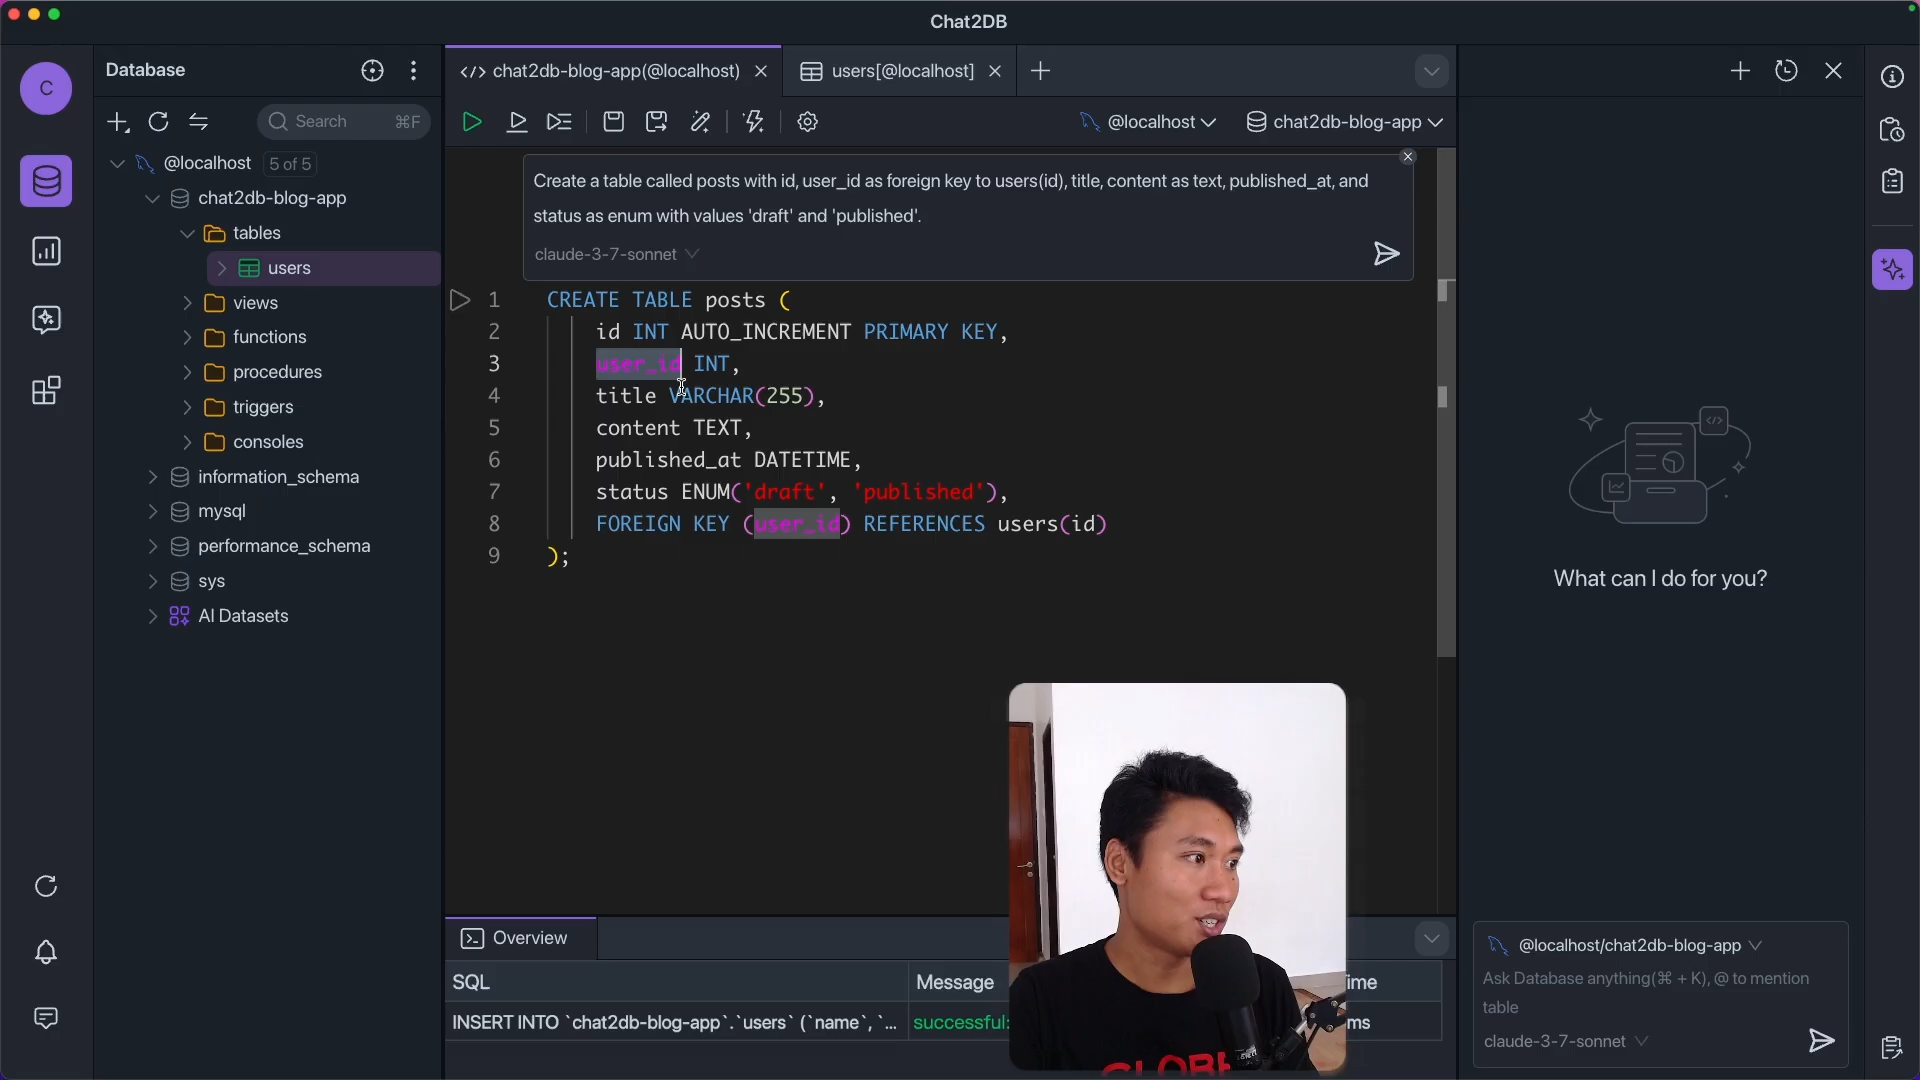 Chat2DB
C
Database
Search ⌘F
@localhost 5 of 5
chat2db-blog-app
tables
users
views
functions
procedures
triggers
consoles
information_schema
mysql
performance_schema
sys
AI Datasets
</> chat2db-blog-app(@localhost)
users[@localhost]
@localhost
chat2db-blog-app
Create a table called posts with id, user_id as foreign key to users(id), title, content as text, published_at, and
status as enum with values 'draft' and 'published'.
claude-3-7-sonnet
1 CREATE TABLE posts (
2 id INT AUTO_INCREMENT PRIMARY KEY,
3 user_id INT,
4 title VARCHAR(255),
5 content TEXT,
6 published_at DATETIME,
7 status ENUM('draft', 'published'),
8 FOREIGN KEY (user_id) REFERENCES users(id)
9 );
Overview
SQL Message
INSERT INTO `chat2db-blog-app`.`users` (`name`, `... successful:
ms
What can I do for you?
@localhost/chat2db-blog-app
Ask Database anything(⌘ + K), @ to mention
table
claude-3-7-sonnet